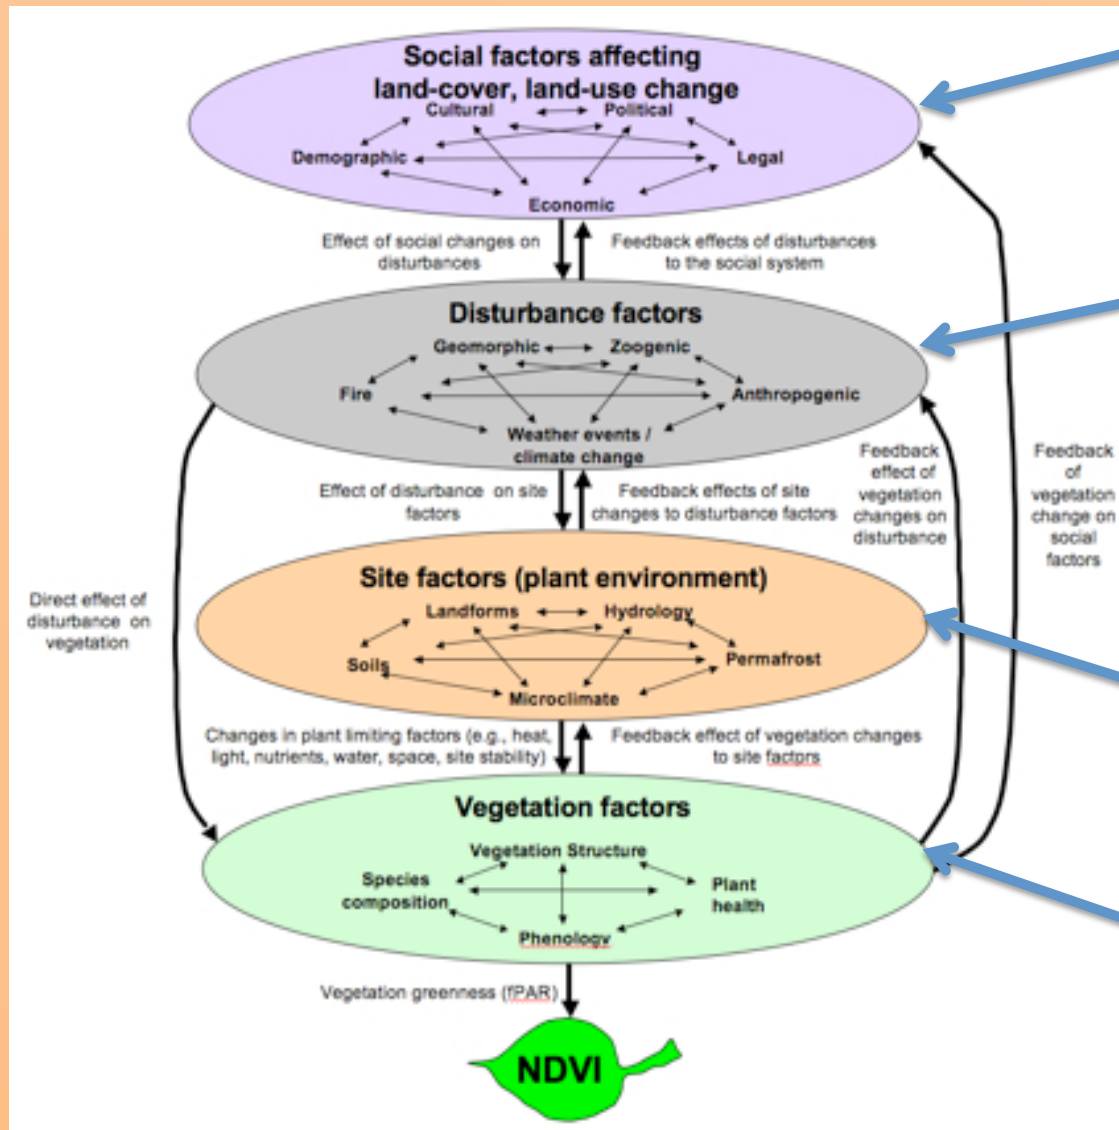 Social factors affecting
land-cover, land-use change
Cultural
Political
Demographic
Legal
Economic
Effect of social changes on
disturbances
Feedback effects of disturbances
to the social system
Disturbance factors
Geomorphic
Zoogenic
Fire
Anthropogenic
Weather events /
climate change
Effect of disturbance on site
factors
Feedback effects of site
changes to disturbance factors
Feedback
effect of
vegetation
changes on
disturbance
Feedback
of
vegetation
change on
social
factors
Site factors (plant environment)
Landforms
Hydrology
Soils
Permafrost
Microclimate
Direct effect of
disturbance on
vegetation
Changes in plant limiting factors (e.g., heat,
light, nutrients, water, space, site stability)
Feedback effect of vegetation changes
to site factors
Vegetation factors
Vegetation Structure
Species
composition
Plant
health
Phenology
Vegetation greenness (fPAR)
NDVI